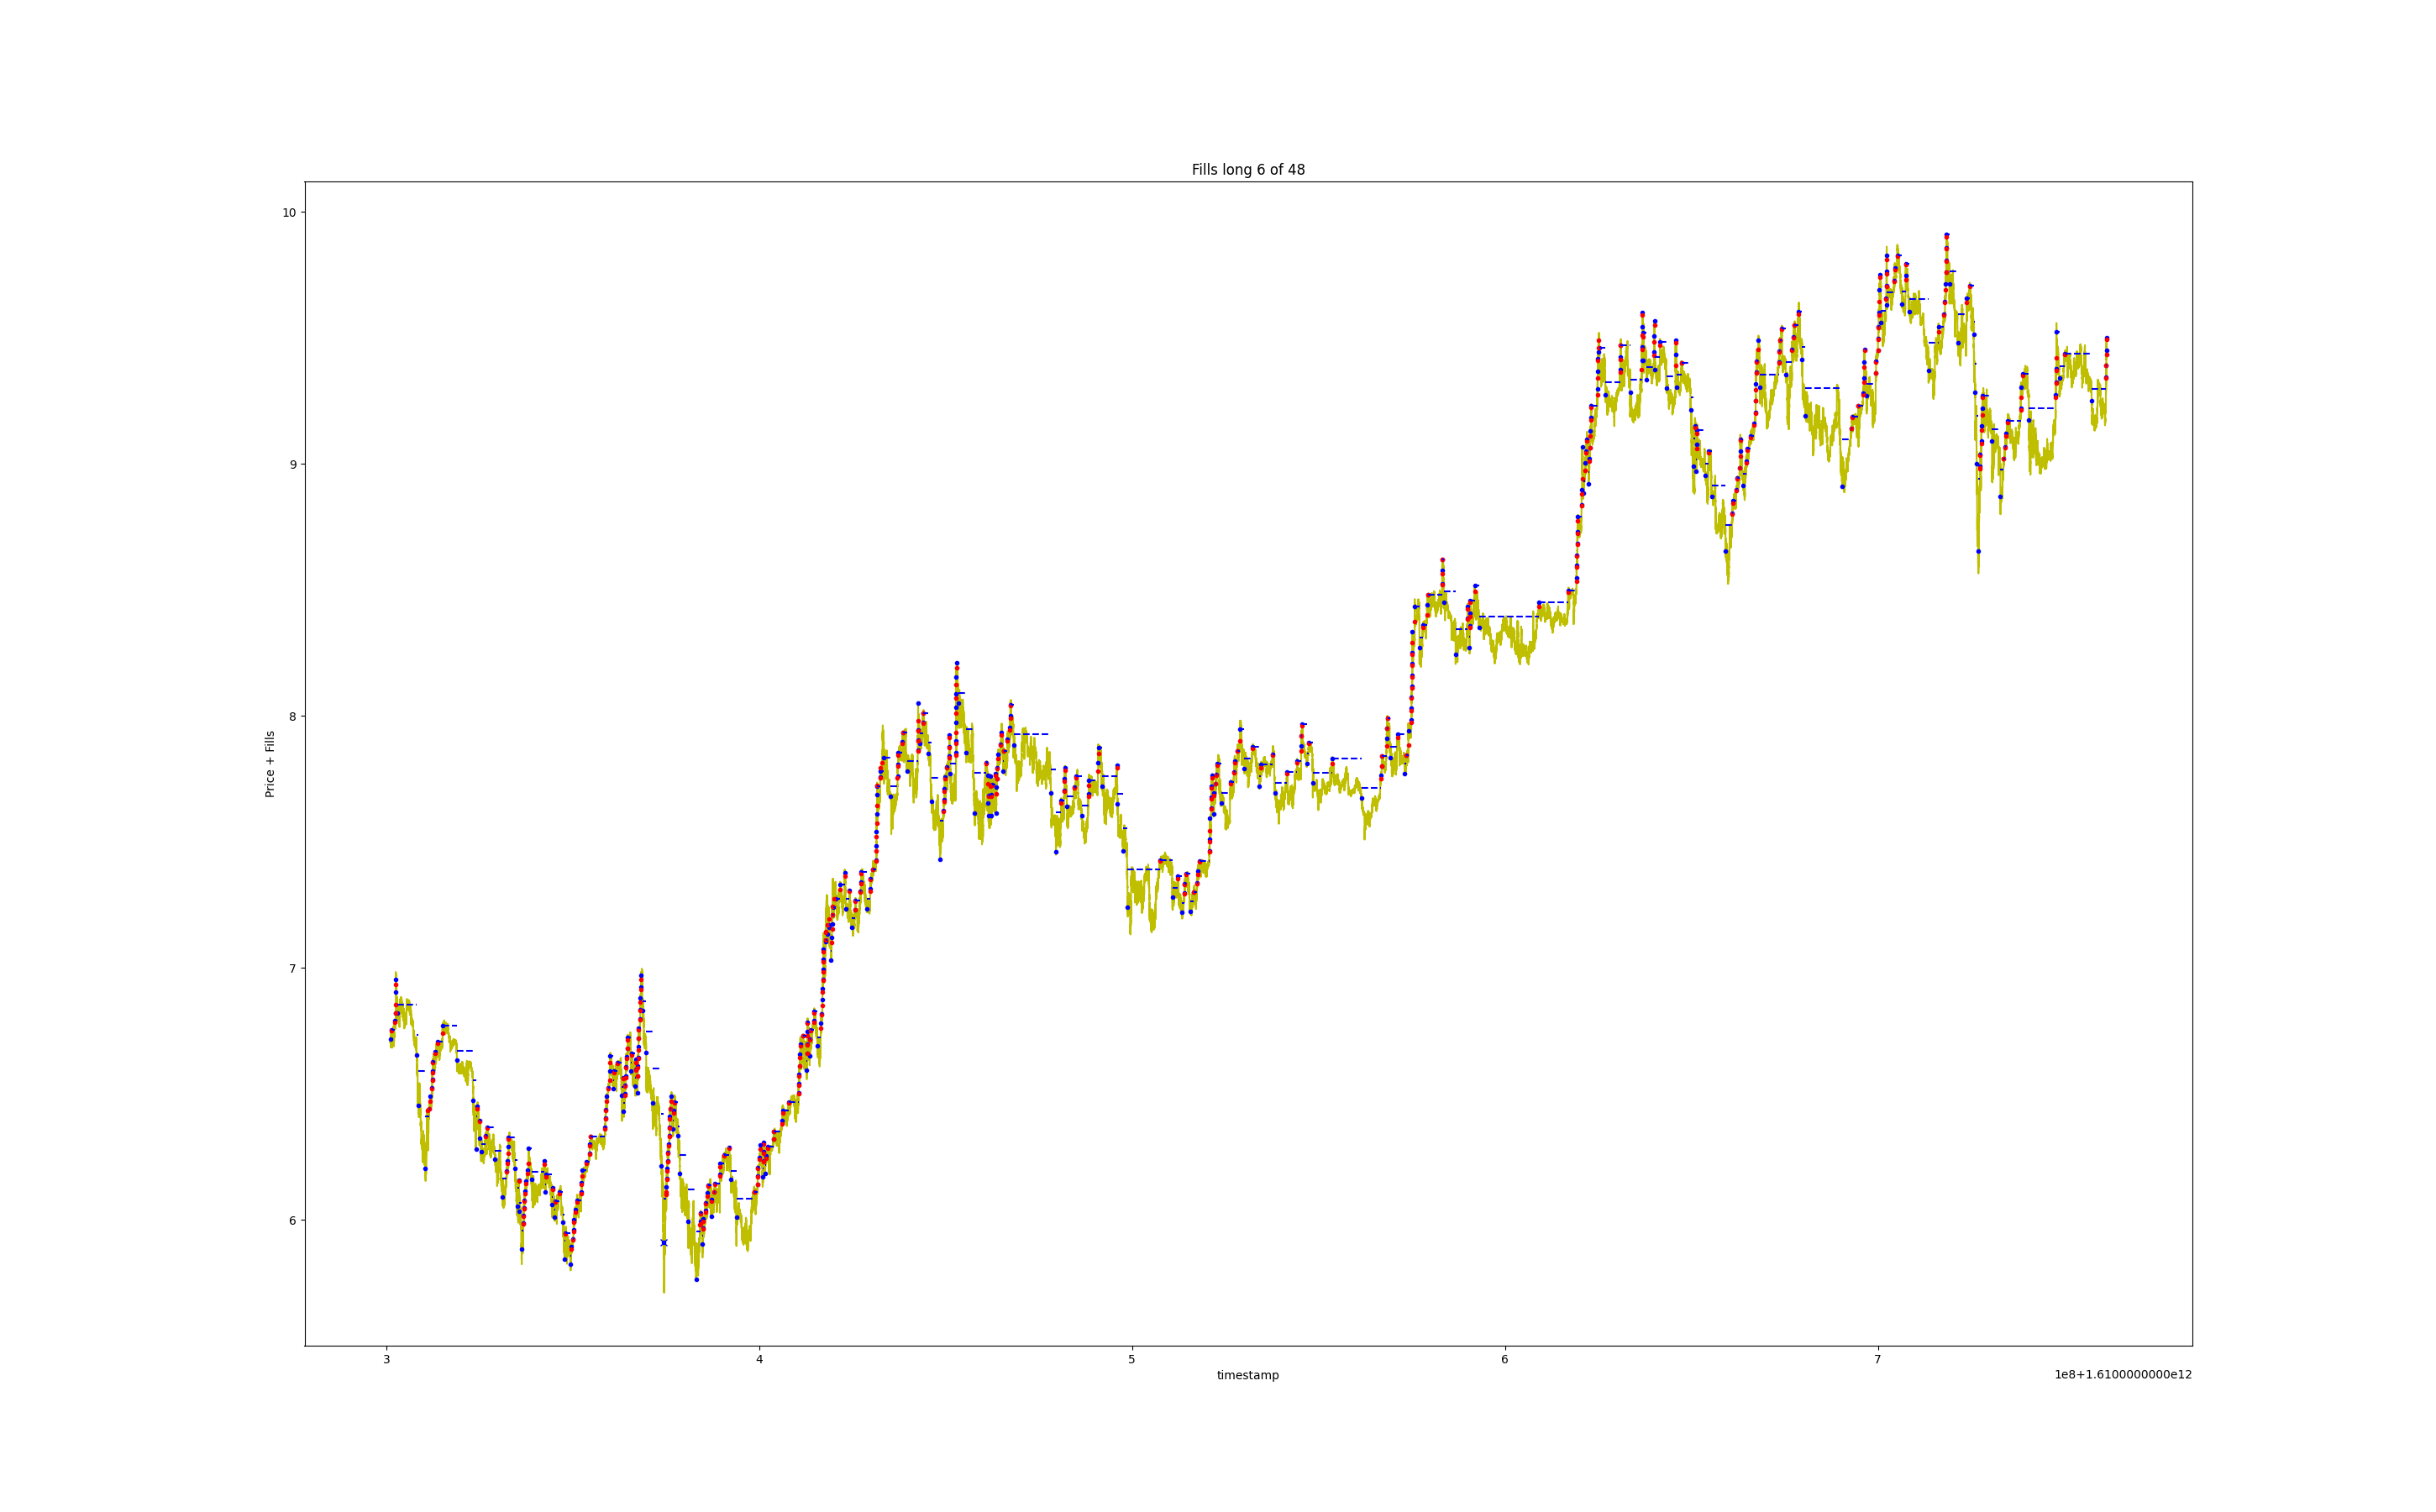 Fills long 6 of 48
10
9
8
7
6
Price + Fills
3 4 5 6 7
timestamp
1e8+1.6100000000e12